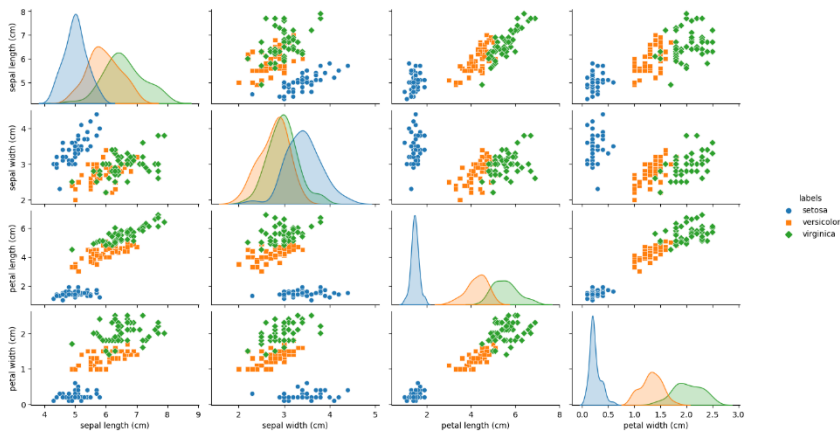 8
7
6
5
sepal length (cm)
4
3
2
sepal width (cm)
labels
setosa
versicolor
virginica
6
4
2
petal length (cm)
3
2
1
0
petal width (cm)
4 5 6 7 8 9
sepal length (cm)
2 3 4 5
sepal width (cm)
2 4 6 8
petal length (cm)
0.0 0.5 1.0 1.5 2.0 2.5 3.0
petal width (cm)